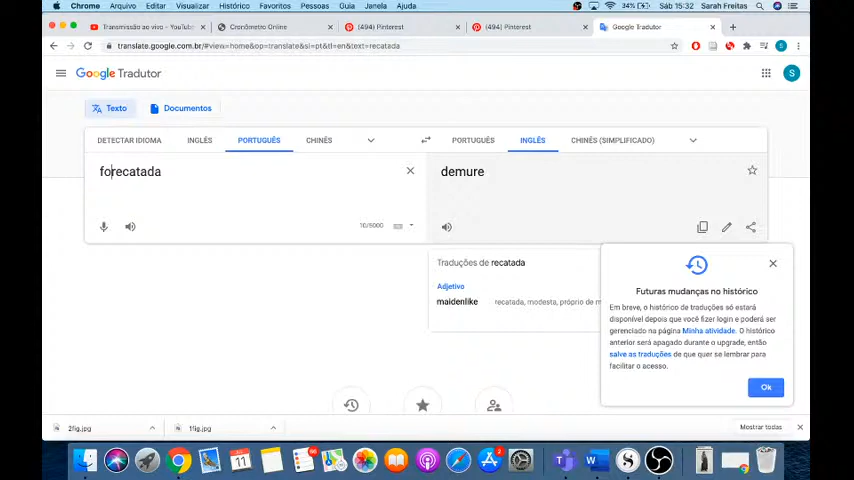 Chrome Arquivo Editar Visualizar Histórico Favoritos Pessoas Guia Janela Ajuda 34% Sáb 15:32 Sarah Freitas
Transmissão ao vivo – YouTube Cronômetro Online (494) Pinterest (494) Pinterest Google Tradutor
translate.google.com.br/#view=home&op=translate&sl=pt&tl=en&text=recatada
Google Tradutor
S
Texto Documentos
DETECTAR IDIOMA INGLÊS PORTUGUÊS CHINÊS PORTUGUÊS INGLÊS CHINÊS (SIMPLIFICADO)
forecatada demure
10/5000
Traduções de recatada
Adjetivo
maidenlike recatada, modesta, próprio de m
Futuras mudanças no histórico
Em breve, o histórico de traduções só estará
disponível depois que você fizer login e poderá ser
gerenciado na página Minha atividade. O histórico
anterior será apagado durante o upgrade, então
salve as traduções de que quer se lembrar para
facilitar o acesso.
Ok
2fig.jpg 1fig.jpg Mostrar todas
11